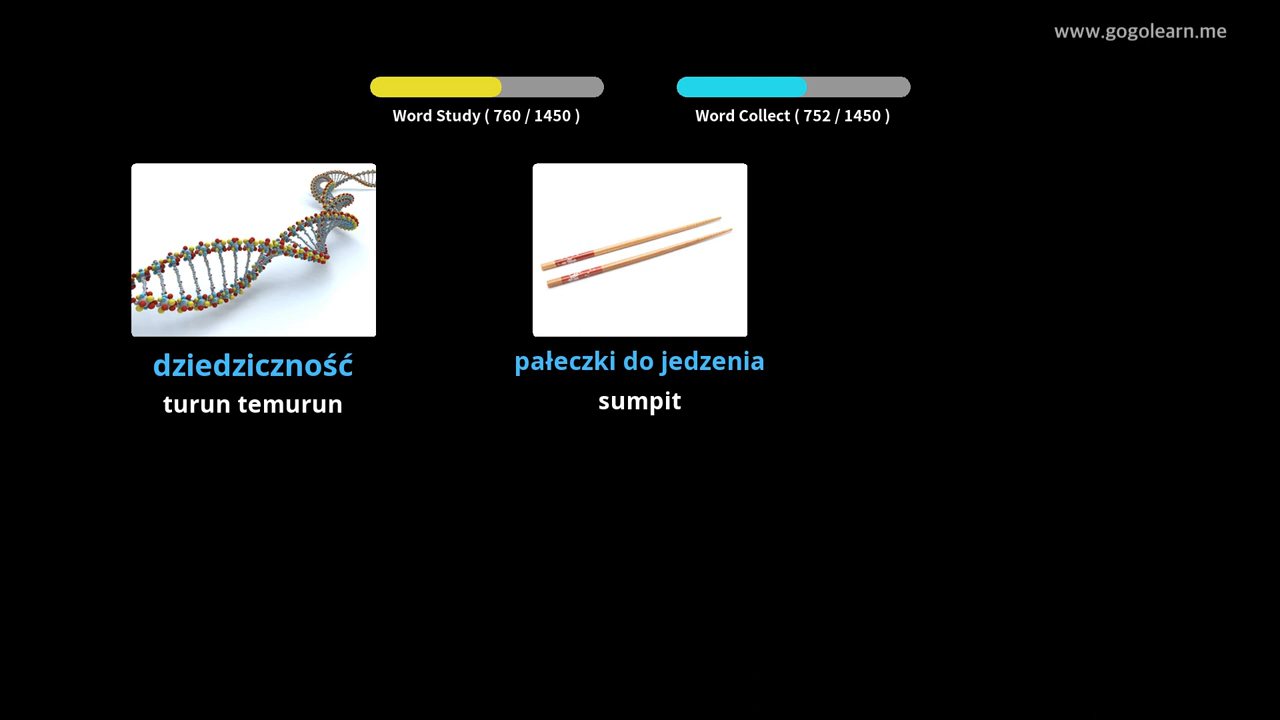 www.gogolearn.me
Word Study ( 760 / 1450 )
Word Collect ( 752 / 1450 )
dziedziczność
turun temurun
pałeczki do jedzenia
sumpit